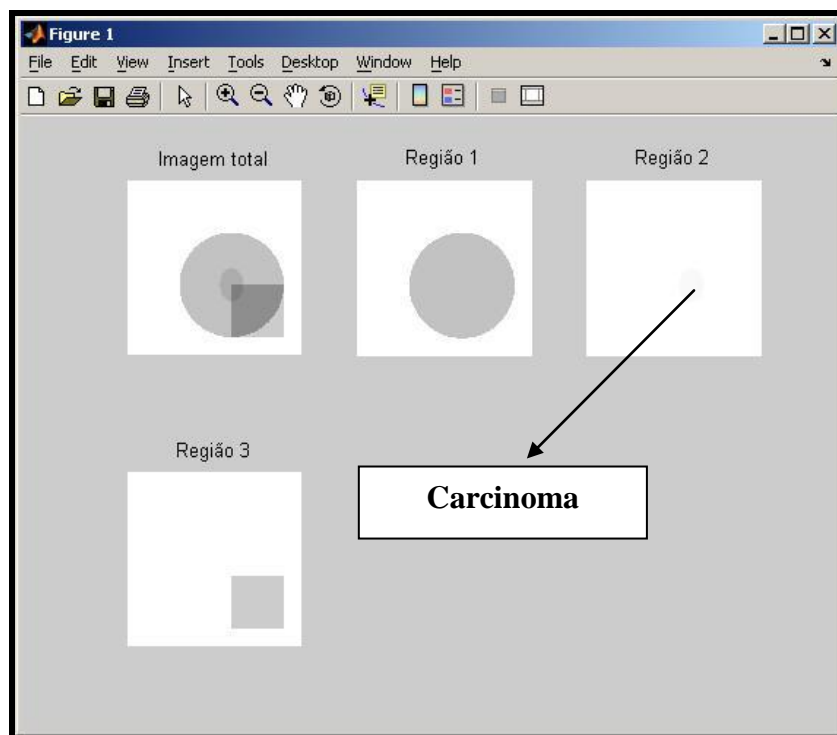 Figure 1
File Edit View Insert Tools Desktop Window Help
Imagem total
Região 1
Região 2
Região 3
Carcinoma